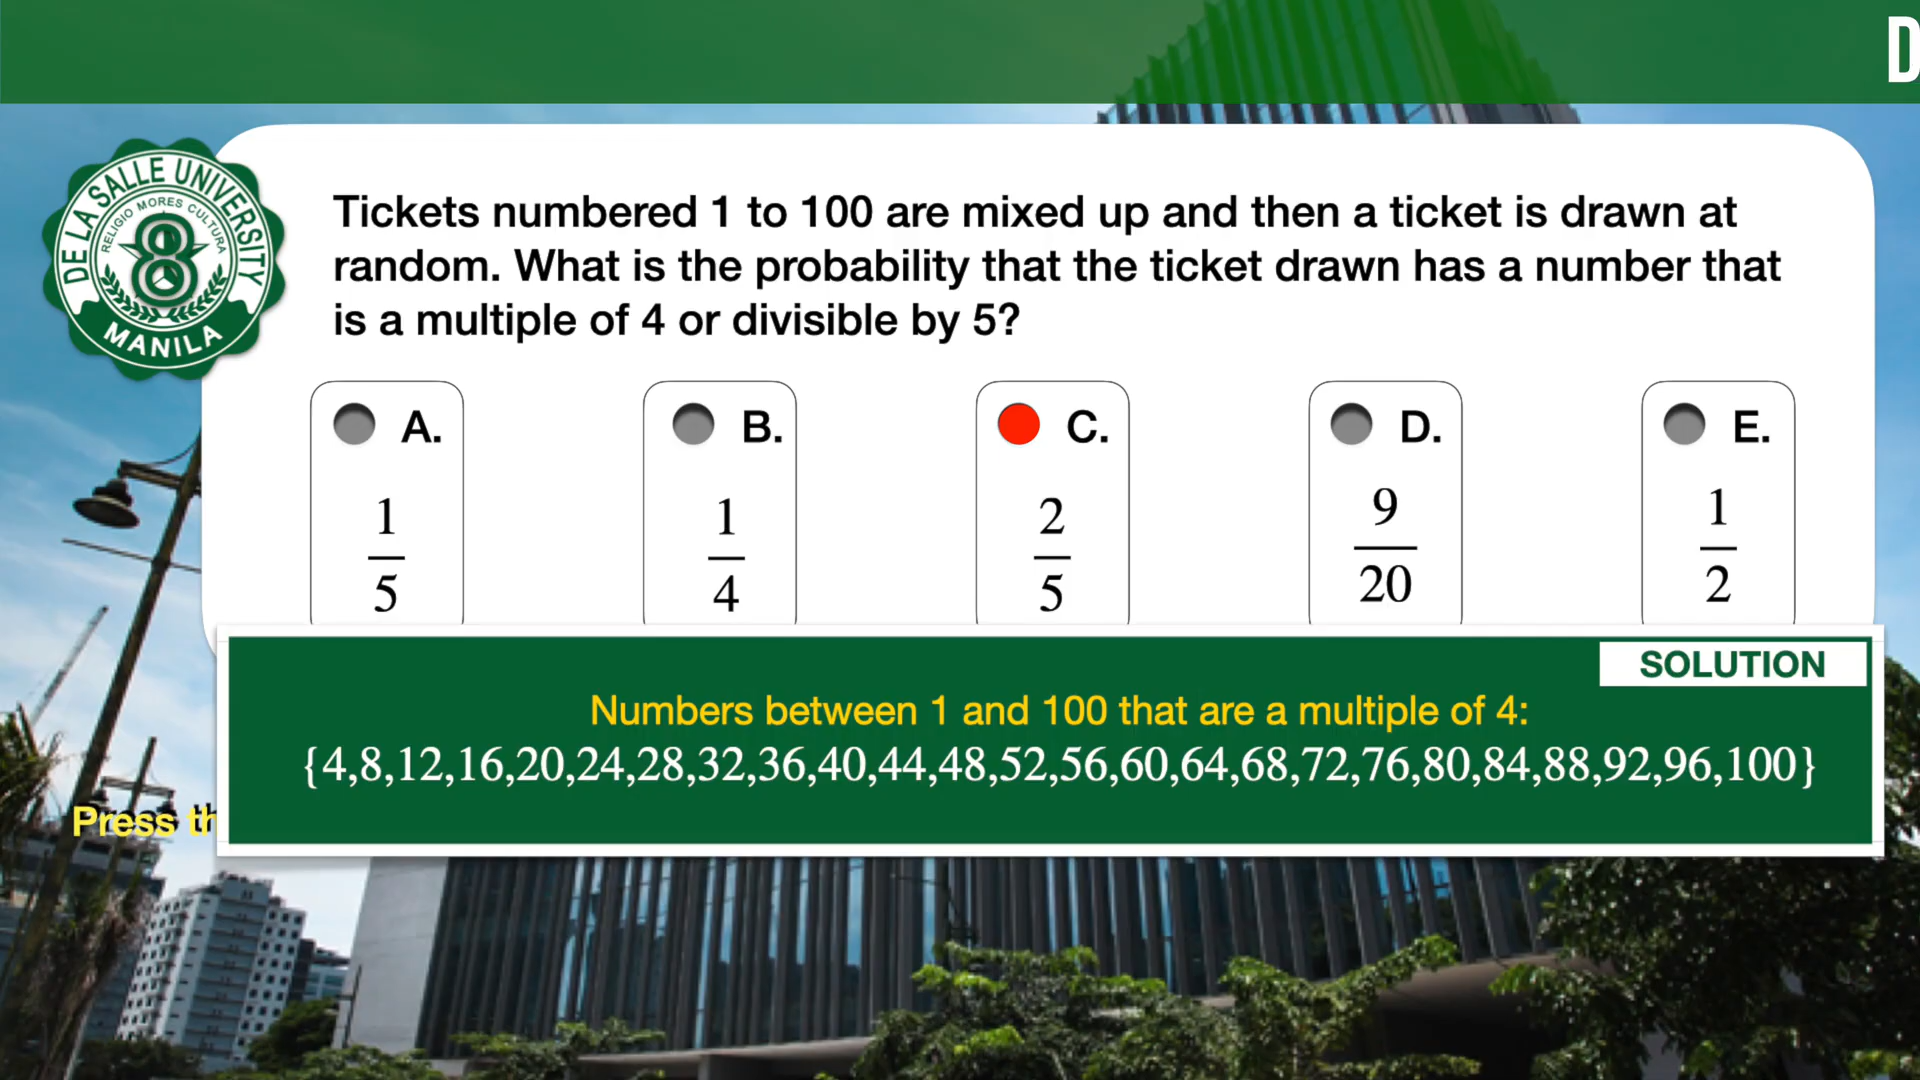 D
DE LA SALLE UNIVERSITY
RELIGIO MORES CULTURA
MANILA
Tickets numbered 1 to 100 are mixed up and then a ticket is drawn at
random. What is the probability that the ticket drawn has a number that
is a multiple of 4 or divisible by 5?
A. B. C. D. E.
1/5 1/4 2/5 9/20 1/2
SOLUTION
Numbers between 1 and 100 that are a multiple of 4:
{4,8,12,16,20,24,28,32,36,40,44,48,52,56,60,64,68,72,76,80,84,88,92,96,100}
Press th